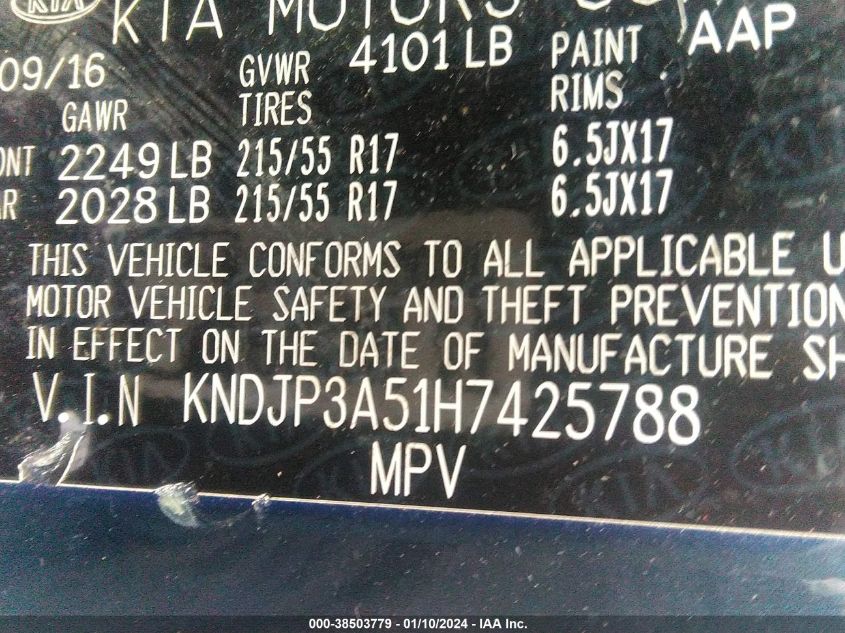 KIA KIA MOTORS
09/16 GVWR 4101 LB PAINT AAP
GAWR TIRES RIMS
2249 LB 215/55 R17 6.5JX17
2028 LB 215/55 R17 6.5JX17
THIS VEHICLE CONFORMS TO ALL APPLICABLE U
MOTOR VEHICLE SAFETY AND THEFT PREVENTION
IN EFFECT ON THE DATE OF MANUFACTURE SH
V.I.N KNDJP3A51H7425788
MPV
000-38503779 - 01/10/2024 - IAA Inc.